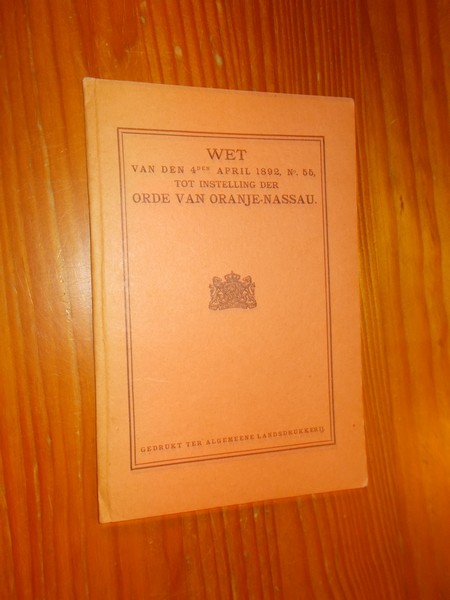 WET
VAN DEN 4DEN APRIL 1892, No. 55,
TOT INSTELLING DER
ORDE VAN ORANJE-NASSAU.
GEDRUKT TER ALGEMEENE LANDSDRUKKERIJ.